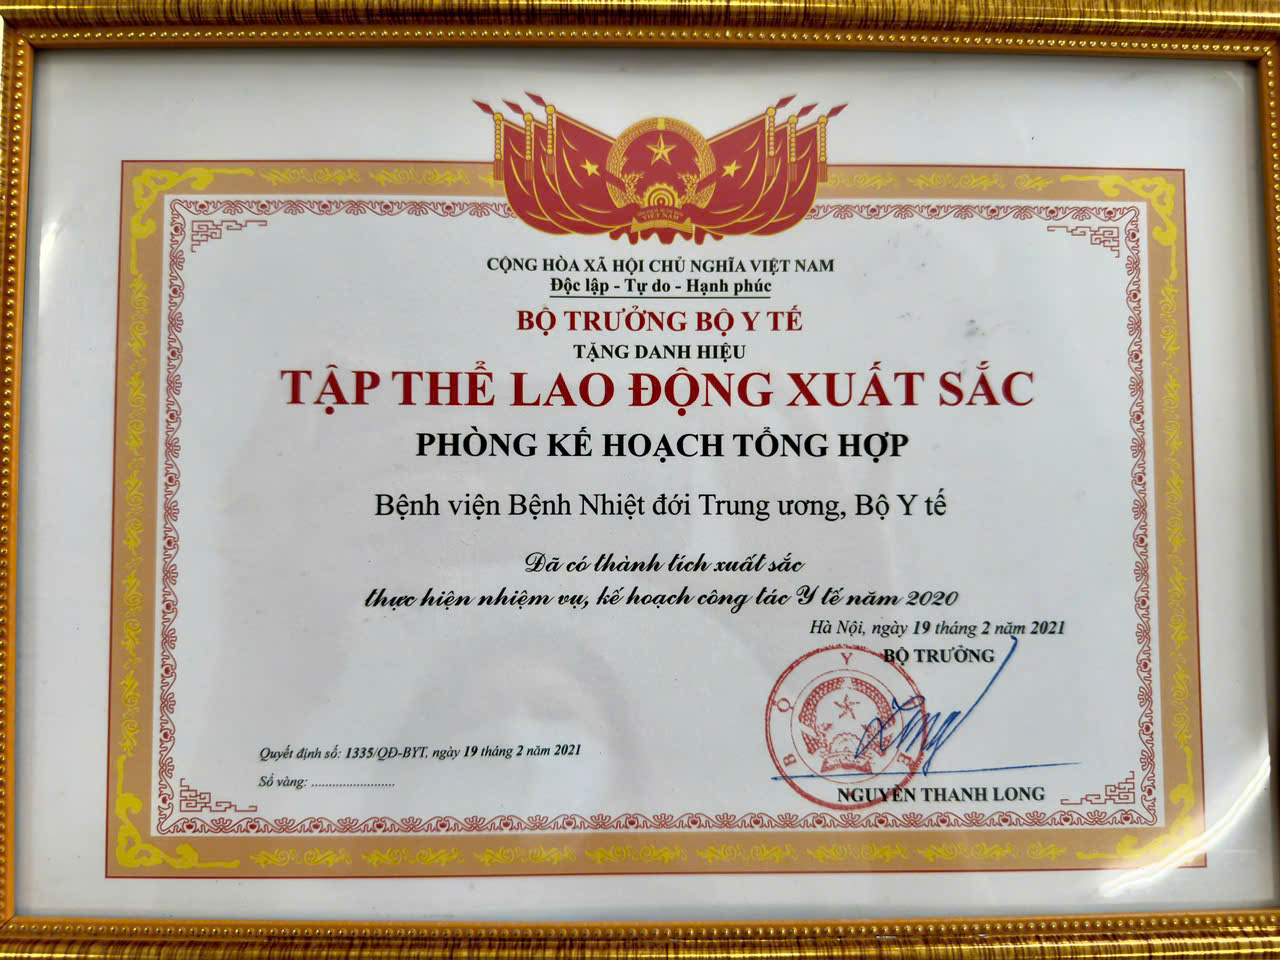 CỘNG HÒA XÃ HỘI CHỦ NGHĨA VIỆT NAM
Độc lập - Tự do - Hạnh phúc
BỘ TRƯỞNG BỘ Y TẾ
TẶNG DANH HIỆU
TẬP THỂ LAO ĐỘNG XUẤT SẮC
PHÒNG KẾ HOẠCH TỔNG HỢP
Bệnh viện Bệnh Nhiệt đới Trung ương, Bộ Y tế
Đã có thành tích xuất sắc
thực hiện nhiệm vụ, kế hoạch công tác Y tế năm 2020
Hà Nội, ngày 19 tháng 2 năm 2021
BỘ TRƯỞNG
BỘ Y TẾ
Quyết định số: 1335/QĐ-BYT, ngày 19 tháng 2 năm 2021
Sổ vàng: ........................
NGUYỄN THANH LONG
VIỆT NAM